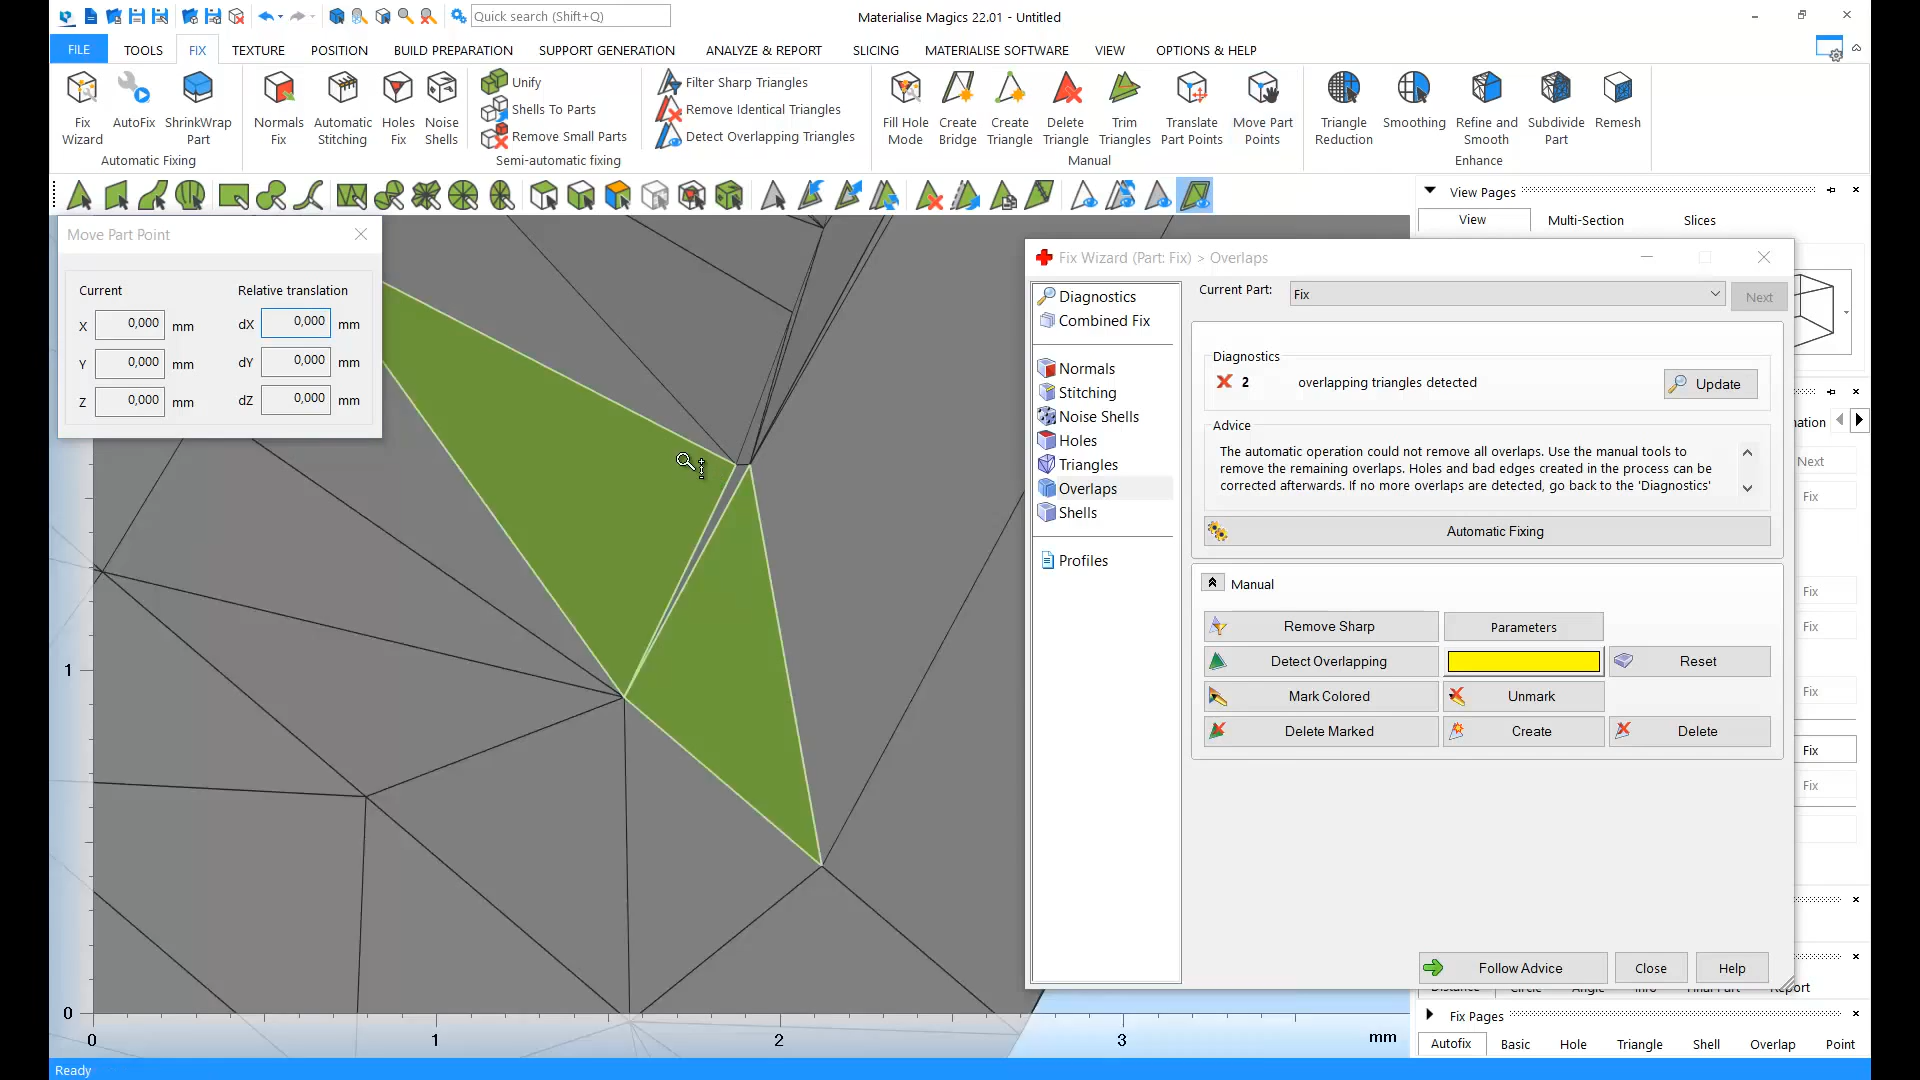 Quick search (Shift+Q)
Materialise Magics 22.01 - Untitled
FILE TOOLS FIX TEXTURE POSITION BUILD PREPARATION SUPPORT GENERATION ANALYZE & REPORT SLICING MATERIALISE SOFTWARE VIEW OPTIONS & HELP
Fix Wizard
AutoFix
ShrinkWrap Part
Automatic Fixing
Normals Fix
Automatic Stitching
Holes Fix
Noise Shells
Unify
Shells To Parts
Remove Small Parts
Semi-automatic fixing
Filter Sharp Triangles
Remove Identical Triangles
Detect Overlapping Triangles
Fill Hole Mode
Create Bridge
Create Triangle
Delete Triangle
Trim Triangles
Translate Part Points
Move Part Points
Manual
Triangle Reduction
Smoothing
Refine and Smooth
Subdivide Part
Remesh
Enhance
View Pages
View Multi-Section Slices
Move Part Point
Current Relative translation
X 0,000 mm dX 0,000 mm
Y 0,000 mm dY 0,000 mm
Z 0,000 mm dZ 0,000 mm
Fix Wizard (Part: Fix) > Overlaps
Diagnostics
Combined Fix
Normals
Stitching
Noise Shells
Holes
Triangles
Overlaps
Shells
Profiles
Current Part: Fix Next
Diagnostics
2 overlapping triangles detected Update
Advice
The automatic operation could not remove all overlaps. Use the manual tools to
remove the remaining overlaps. Holes and bad edges created in the process can be
corrected afterwards. If no more overlaps are detected, go back to the 'Diagnostics'
Automatic Fixing
Manual
Remove Sharp Parameters
Detect Overlapping Reset
Mark Colored Unmark
Delete Marked Create Delete
Follow Advice Close Help
mation
Next
Fix
Fix
Fix
Fix
Fix
Fix
Fix Pages
Autofix Basic Hole Triangle Shell Overlap Point
1
0
0 1 2 3 mm
Ready